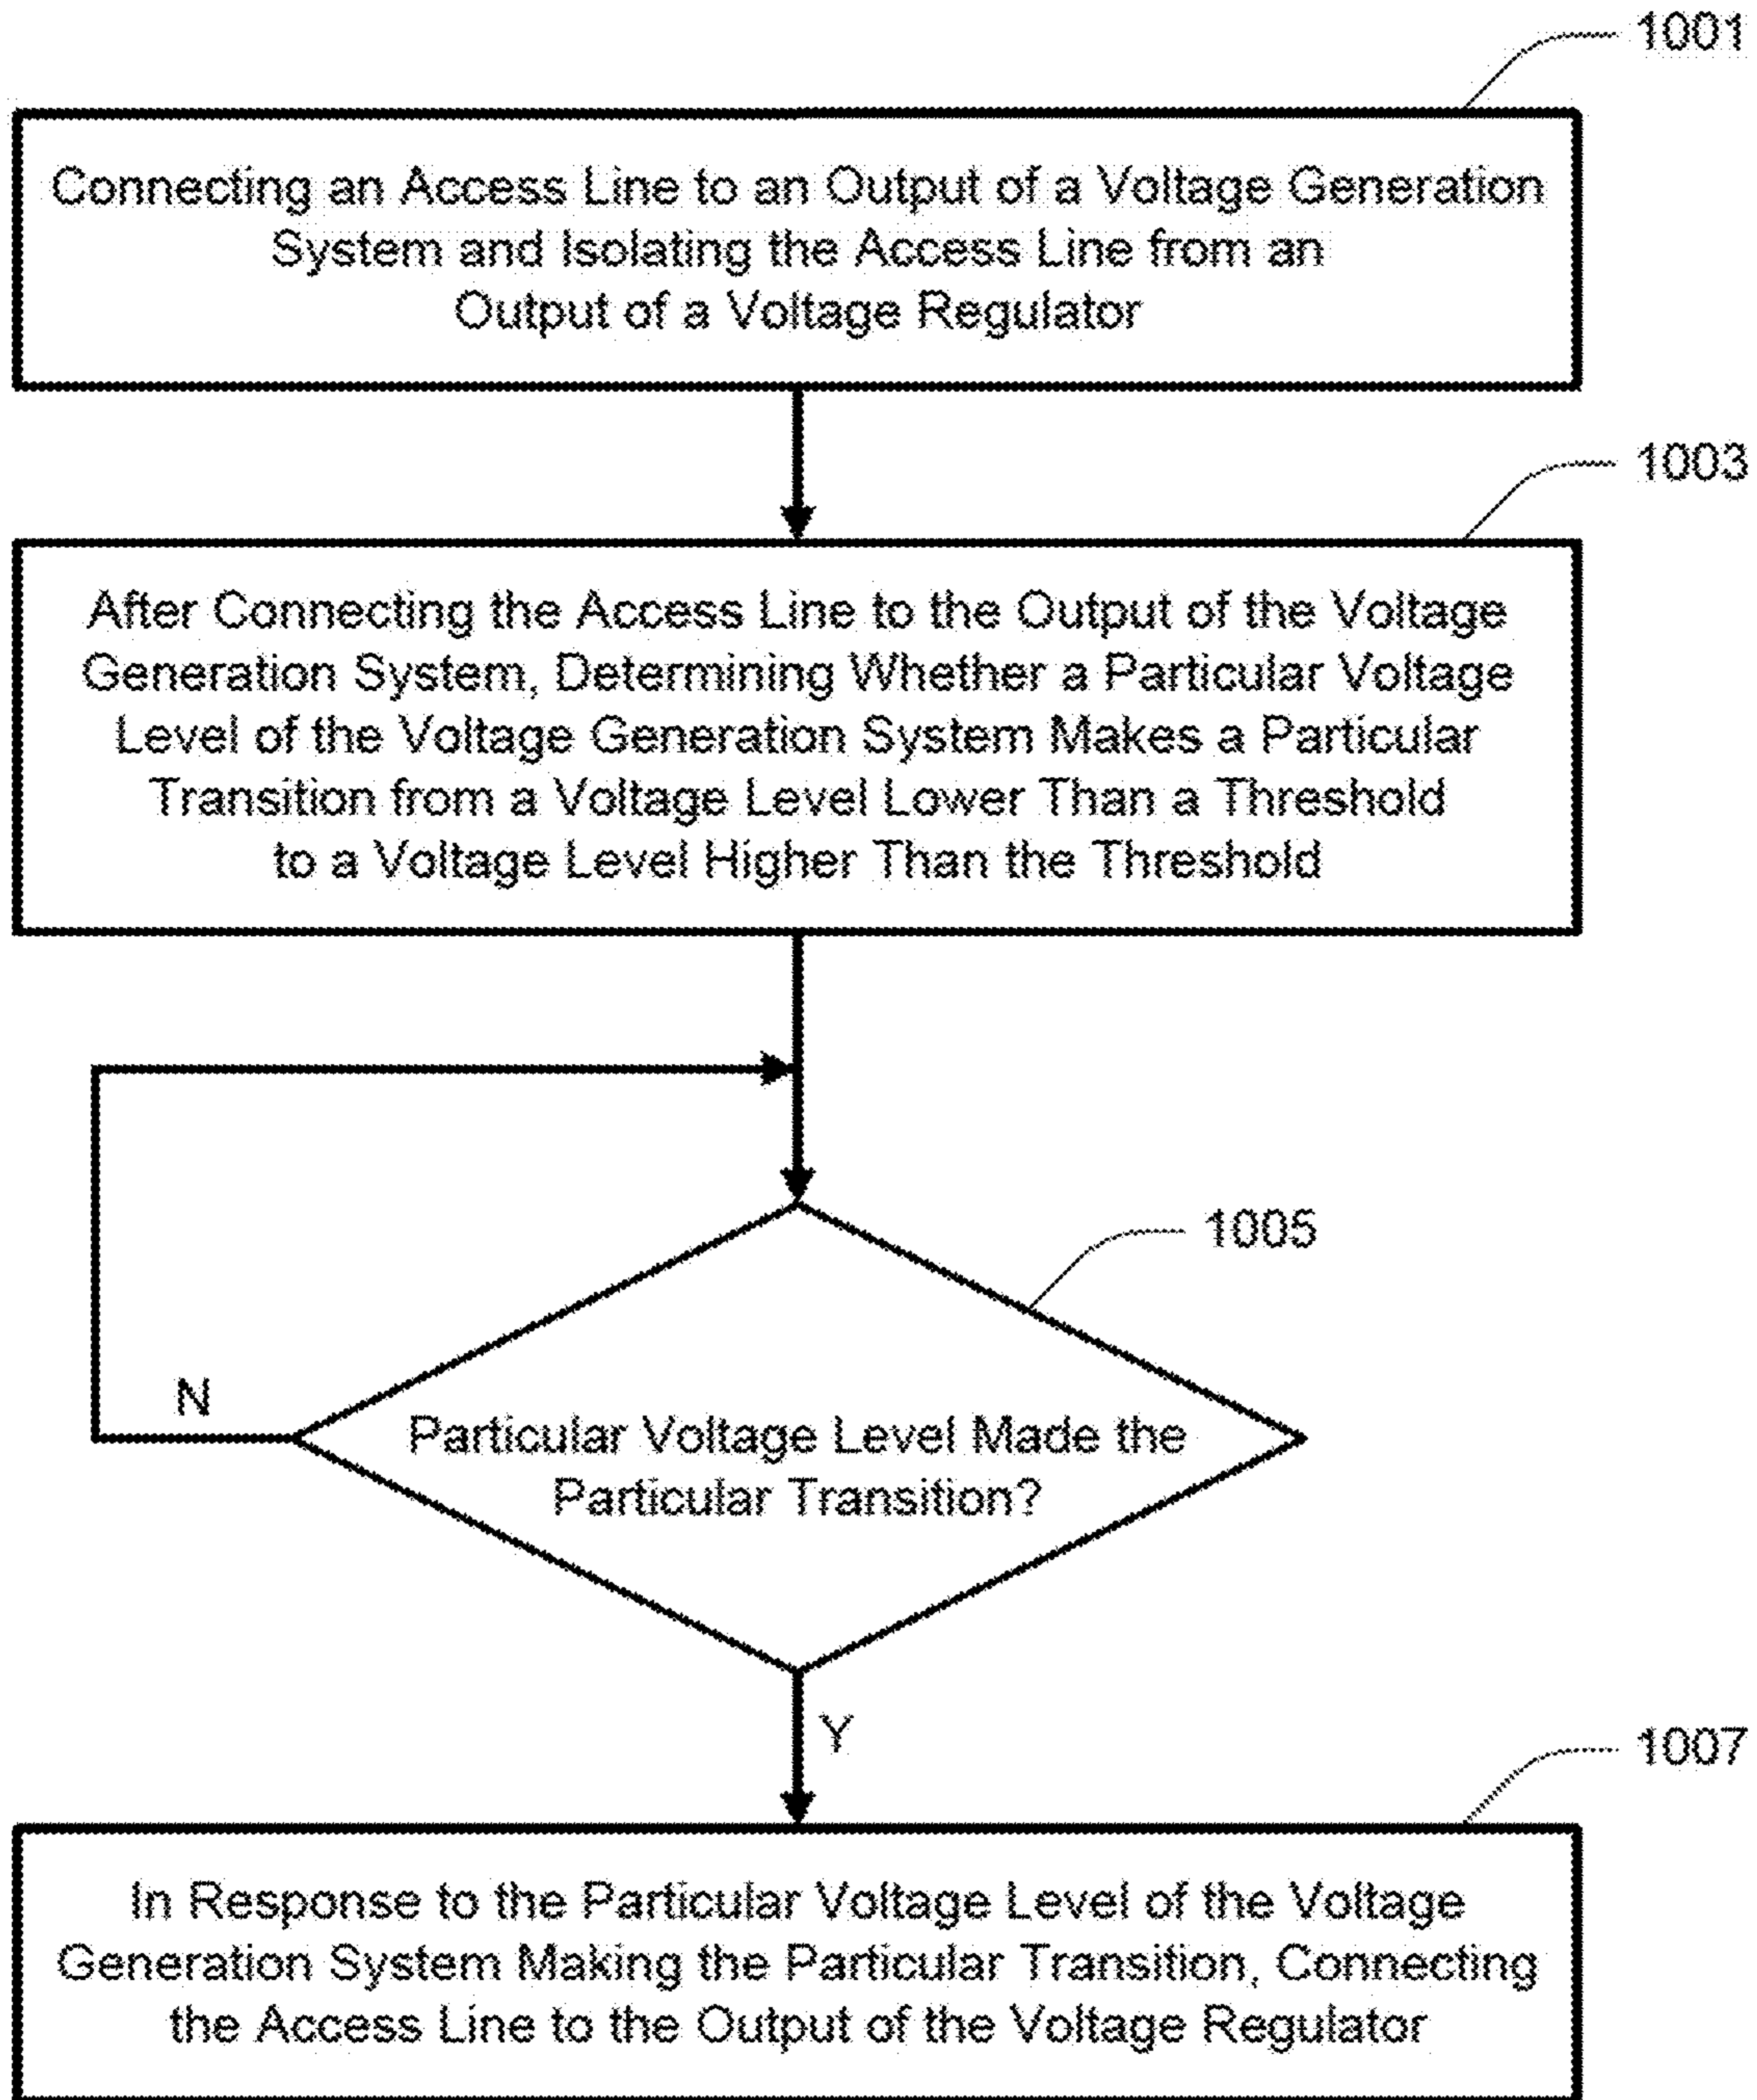 1001
Connecting an Access Line to an Output of a Voltage Generation
System and Isolating the Access Line from an
Output of a Voltage Regulator
1003
After Connecting the Access Line to the Output of the Voltage
Generation System, Determining Whether a Particular Voltage
Level of the Voltage Generation System Makes a Particular
Transition from a Voltage Level Lower Than a Threshold
to a Voltage Level Higher Than the Threshold
1005
N
Particular Voltage Level Made the
Particular Transition?
Y
1007
In Response to the Particular Voltage Level of the Voltage
Generation System Making the Particular Transition, Connecting
the Access Line to the Output of the Voltage Regulator